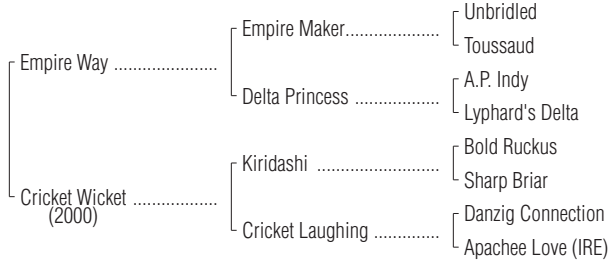 Unbridled
Empire Maker
Toussaud
Empire Way
A.P. Indy
Delta Princess
Lyphard's Delta
Bold Ruckus
Kiridashi
Sharp Briar
Cricket Wicket
(2000)
Danzig Connection
Cricket Laughing
Apachee Love (IRE)